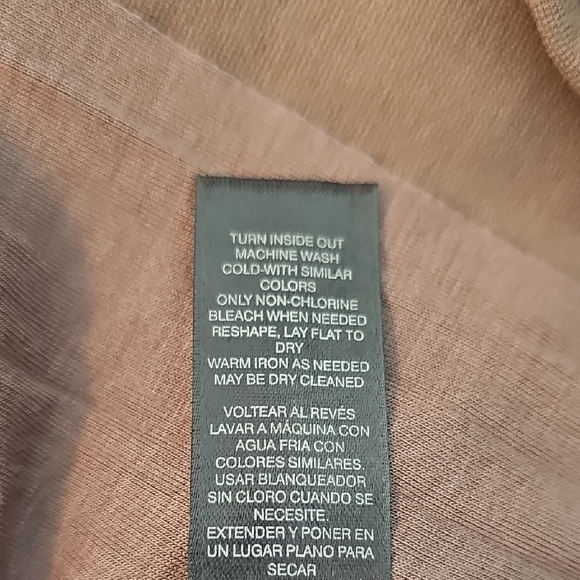 TURN INSIDE OUT
MACHINE WASH
COLD-WITH SIMILAR
COLORS
ONLY NON-CHLORINE
BLEACH WHEN NEEDED
RESHAPE, LAY FLAT TO
DRY
WARM IRON AS NEEDED
MAY BE DRY CLEANED
VOLTEAR AL REVÉS
LAVAR A MÁQUINA CON
AGUA FRIA CON
COLORES SIMILARES.
USAR BLANQUEADOR
SIN CLORO CUANDO SE
NECESITE.
EXTENDER Y PONER EN
UN LUGAR PLANO PARA
SECAR